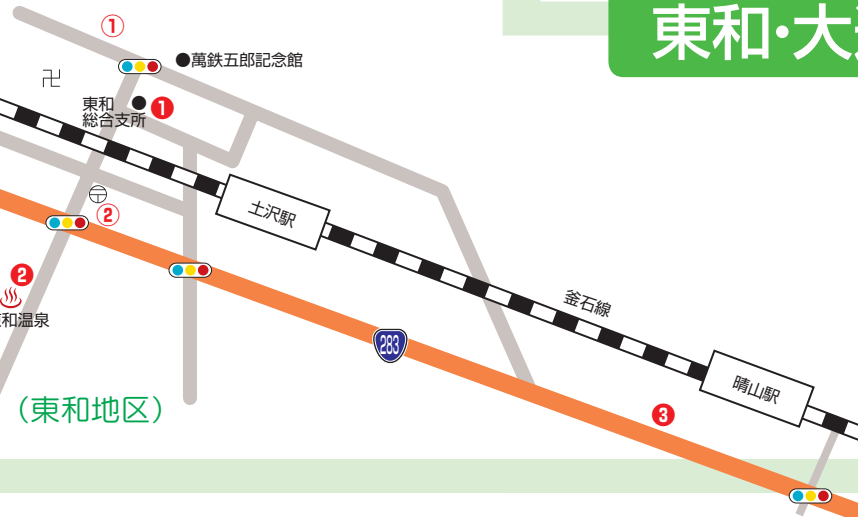 東和・大
①
萬鉄五郎記念館
卍
東和
総合支所
❶
〶
②
土沢駅
❷
和温泉
釜石線
283
晴山駅
（東和地区）
❸